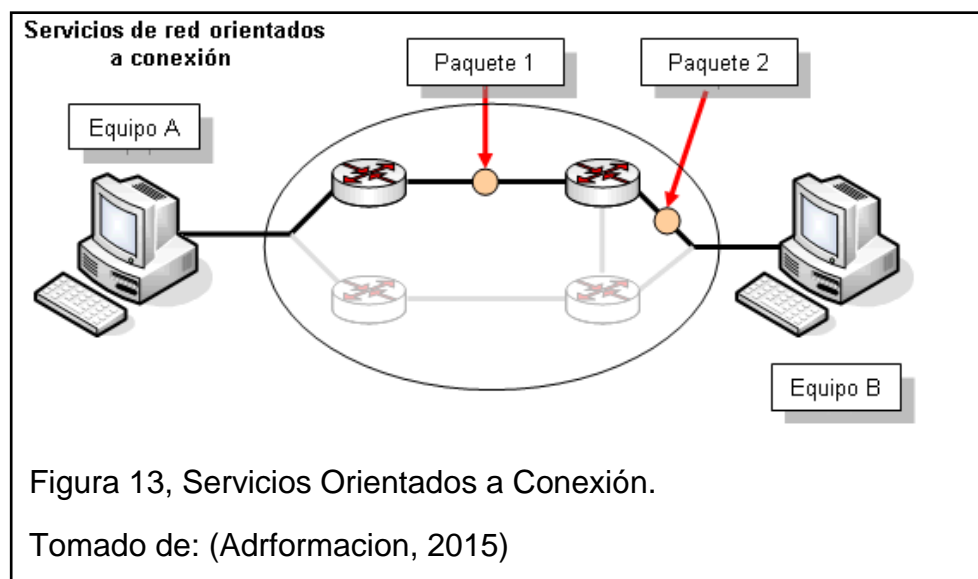 Servicios de red orientados
a conexión
Paquete 1
Paquete 2
Equipo A
Equipo B
Figura 13, Servicios Orientados a Conexión.
Tomado de: (Adrformacion, 2015)